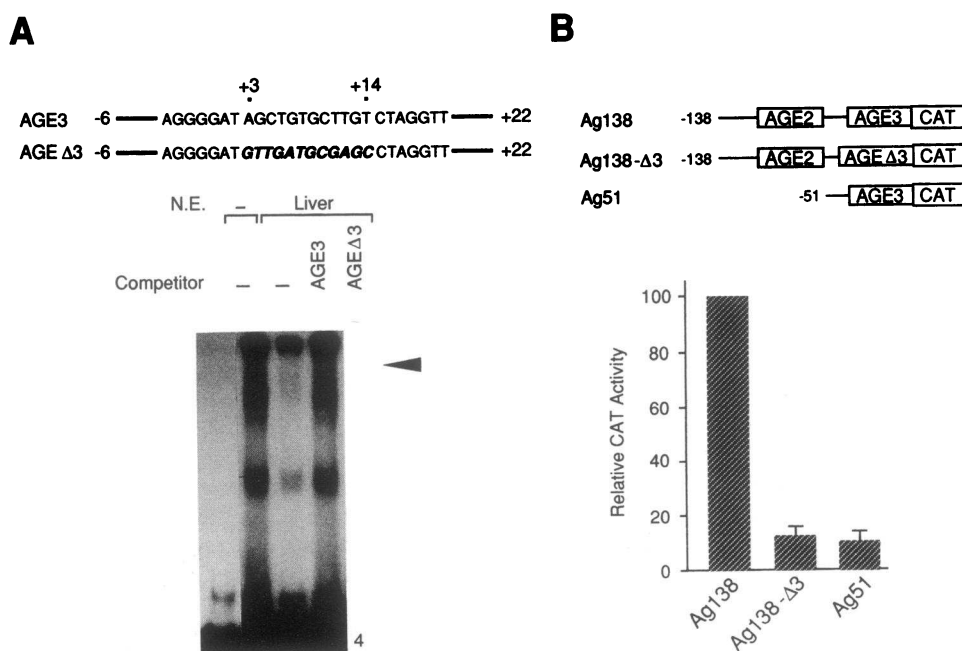 A
+3 +14
AGE3 -6 AGGGGAT AGCTGTGCTTGT CTAGGTT +22
AGE Δ3 -6 AGGGGAT GTTGATGCGAGC CTAGGTT +22
N.E. – Liver
Competitor – – AGE3 AGEΔ3
4
B
Ag138 -138 AGE2 AGE3 CAT
Ag138-Δ3 -138 AGE2 AGEΔ3 CAT
Ag51 -51 AGE3 CAT
Relative CAT Activity
100
80
60
40
20
0
Ag138 Ag138-Δ3 Ag51